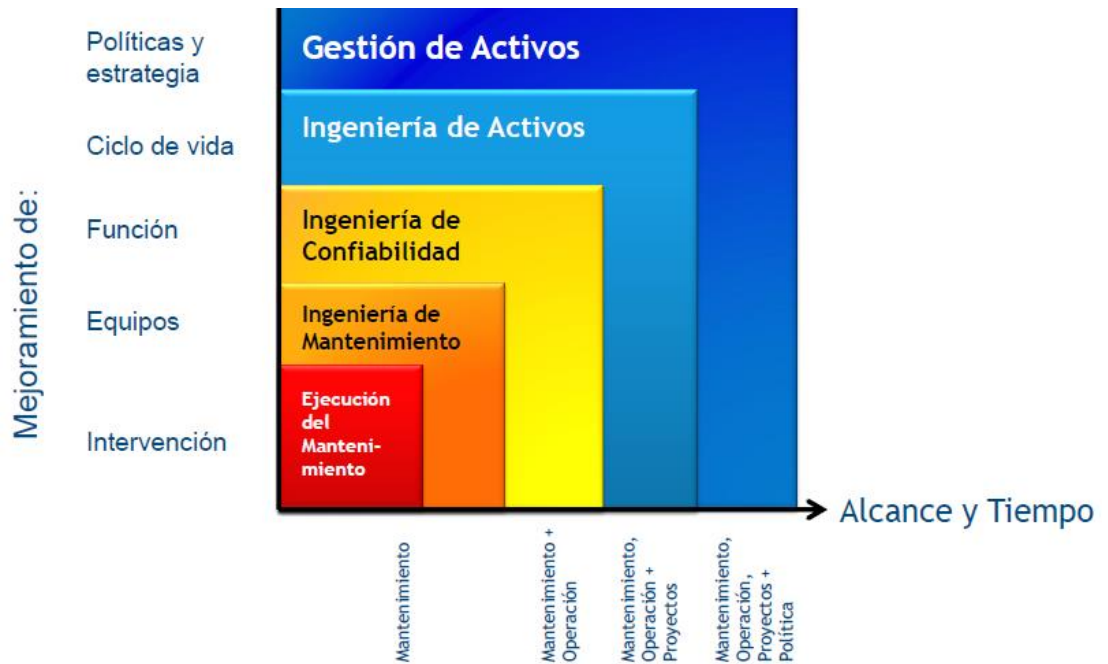 Políticas y
estrategia
Gestión de Activos
Ciclo de vida
Ingeniería de Activos
Función
Ingeniería de
Confiabilidad
Equipos
Ingeniería de
Mantenimiento
Intervención
Ejecución
del
Manteni-
miento
Mejoramiento de:
Alcance y Tiempo
Mantenimiento
Mantenimiento +
Operación
Mantenimiento,
Operación +
Proyectos
Mantenimiento,
Operación,
Proyectos +
Política